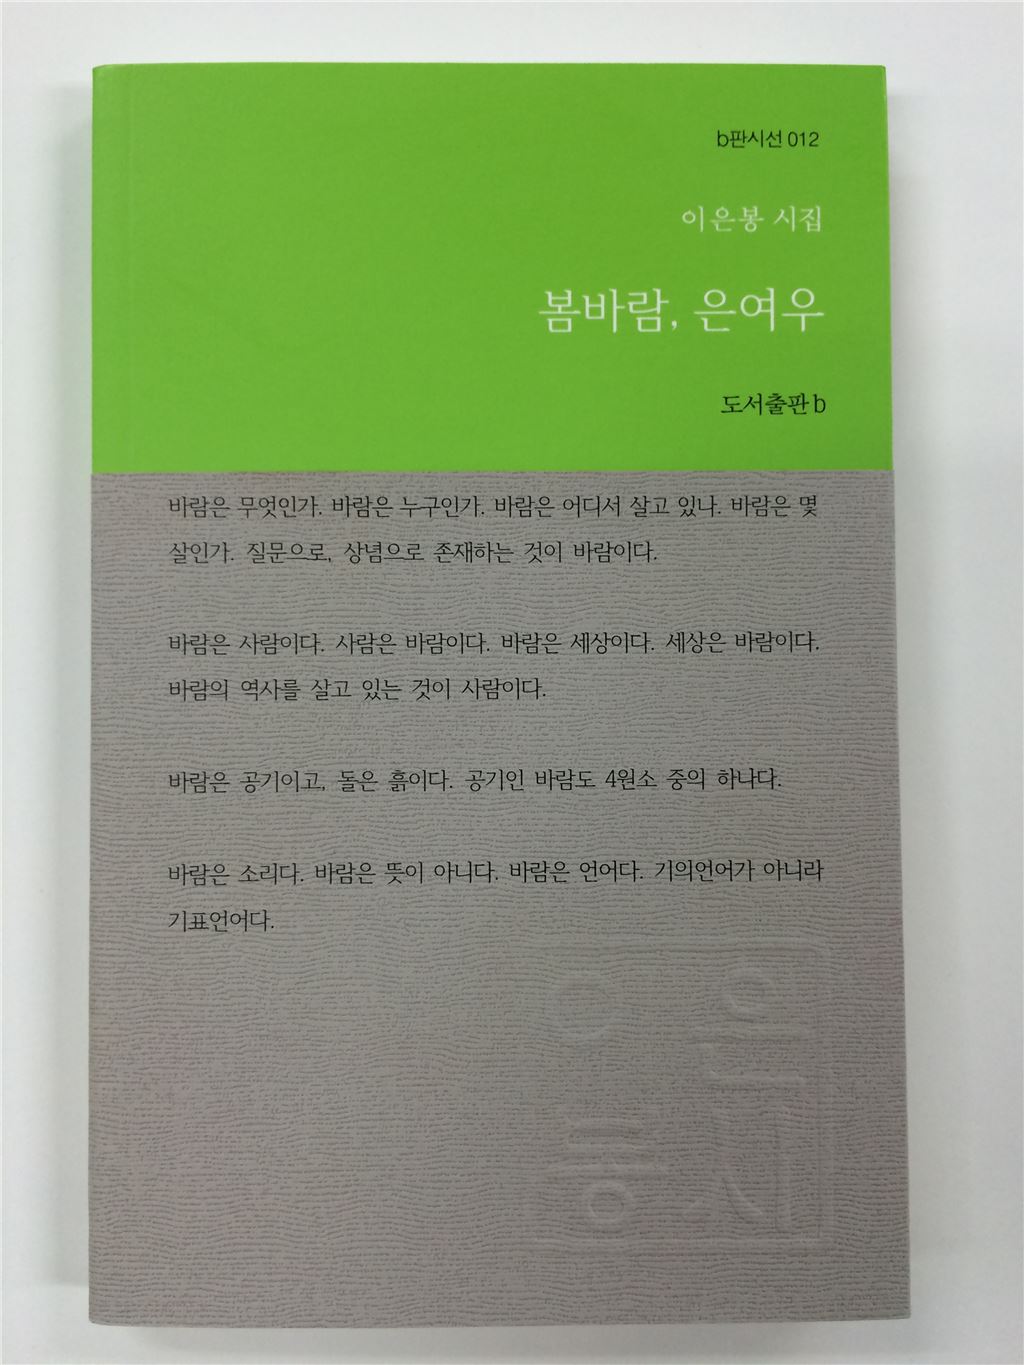 b판시선 012
이은봉 시집
봄바람, 은여우
도서출판 b
바람은 무엇인가. 바람은 누구인가. 바람은 어디서 살고 있나. 바람은 몇
살인가. 질문으로, 상념으로 존재하는 것이 바람이다.
바람은 사람이다. 사람은 바람이다. 바람은 세상이다. 세상은 바람이다.
바람의 역사를 살고 있는 것이 사람이다.
바람은 공기이고, 돌은 흙이다. 공기인 바람도 4원소 중의 하나다.
바람은 소리다. 바람은 뜻이 아니다. 바람은 언어다. 기의언어가 아니라
기표언어다.
이은
봉시